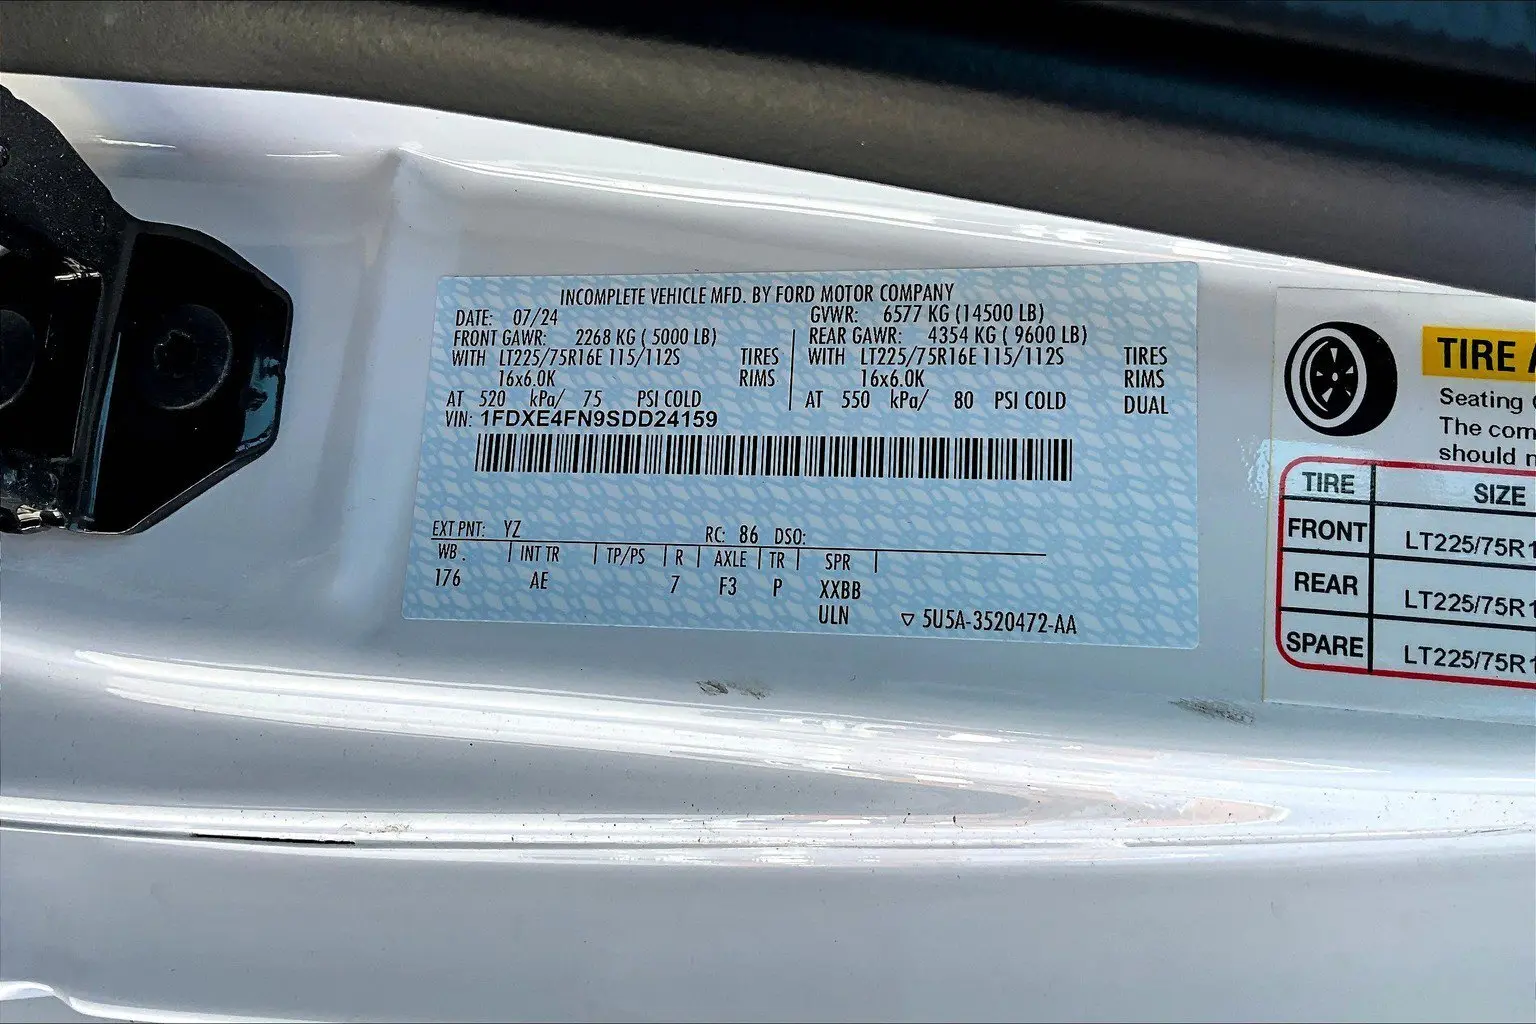 INCOMPLETE VEHICLE MFD. BY FORD MOTOR COMPANY
DATE: 07/24 GVWR: 6577 KG (14500 LB)
FRONT GAWR: 2268 KG ( 5000 LB) REAR GAWR: 4354 KG ( 9600 LB)
WITH LT225/75R16E 115/112S TIRES WITH LT225/75R16E 115/112S TIRES
16x6.0K RIMS 16x6.0K RIMS
AT 520 kPa/ 75 PSI COLD AT 550 kPa/ 80 PSI COLD DUAL
VIN: 1FDXE4FN9SDD24159
EXT PNT: YZ RC: 86 DSO:
WB . INT TR TP/PS R AXLE TR SPR
176 AE 7 F3 P XXBB
ULN ▽ 5U5A-3520472-AA
TIRE
Seating
The com
should n
TIRE SIZE
FRONT LT225/75R1
REAR LT225/75R1
SPARE LT225/75R1